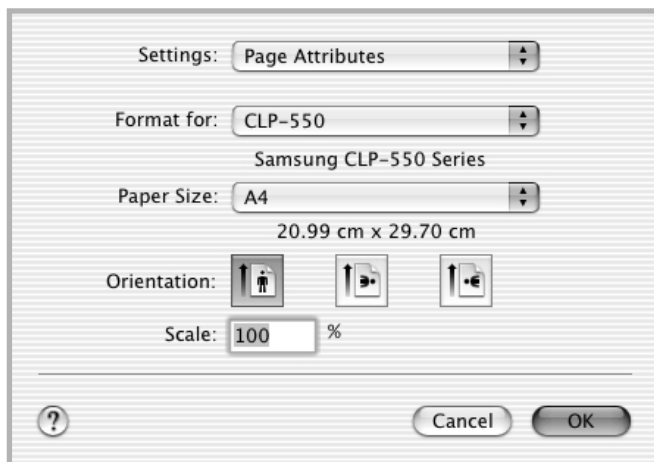 Settings: Page Attributes
Format for: CLP-550
Samsung CLP-550 Series
Paper Size: A4
20.99 cm x 29.70 cm
Orientation:
Scale: 100 %
? Cancel OK